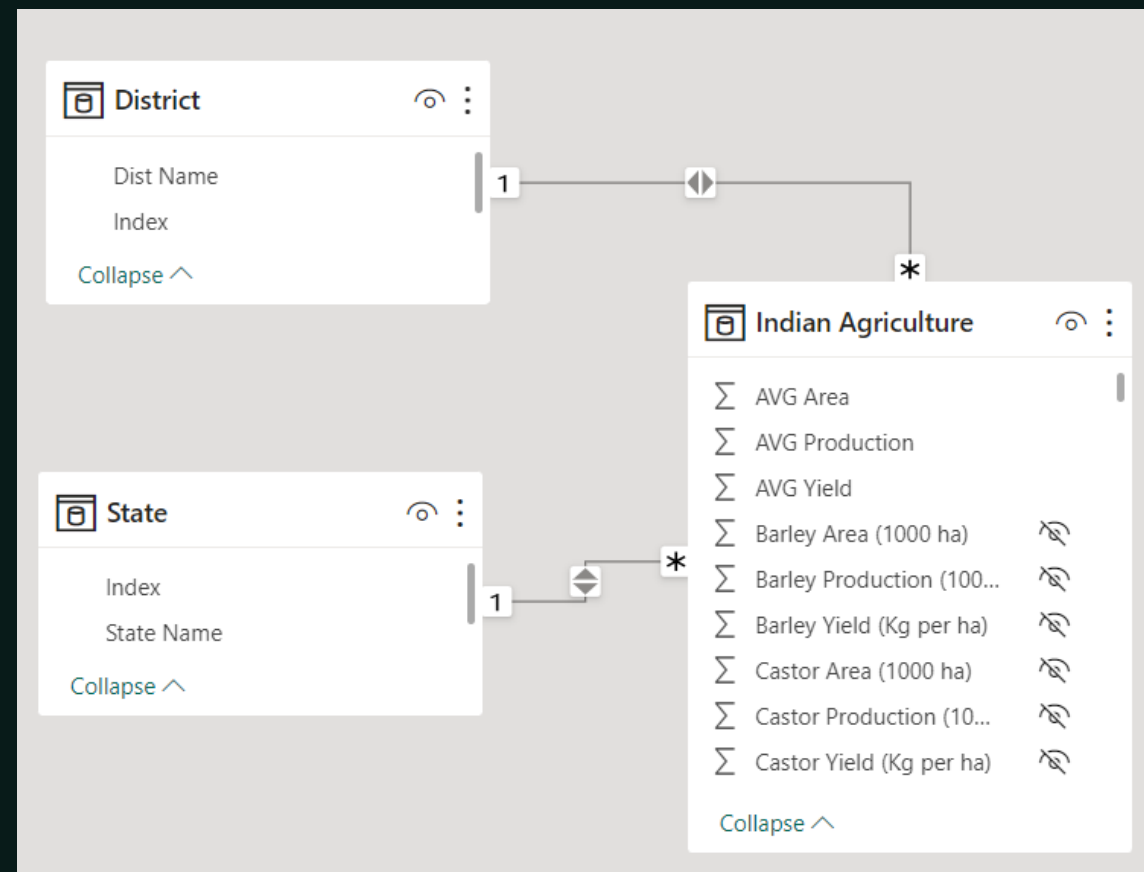 District
Dist Name
Index
Collapse
1
*
Indian Agriculture
AVG Area
AVG Production
AVG Yield
Barley Area (1000 ha)
Barley Production (100...
Barley Yield (Kg per ha)
Castor Area (1000 ha)
Castor Production (10...
Castor Yield (Kg per ha)
Collapse
State
Index
State Name
Collapse
1
*